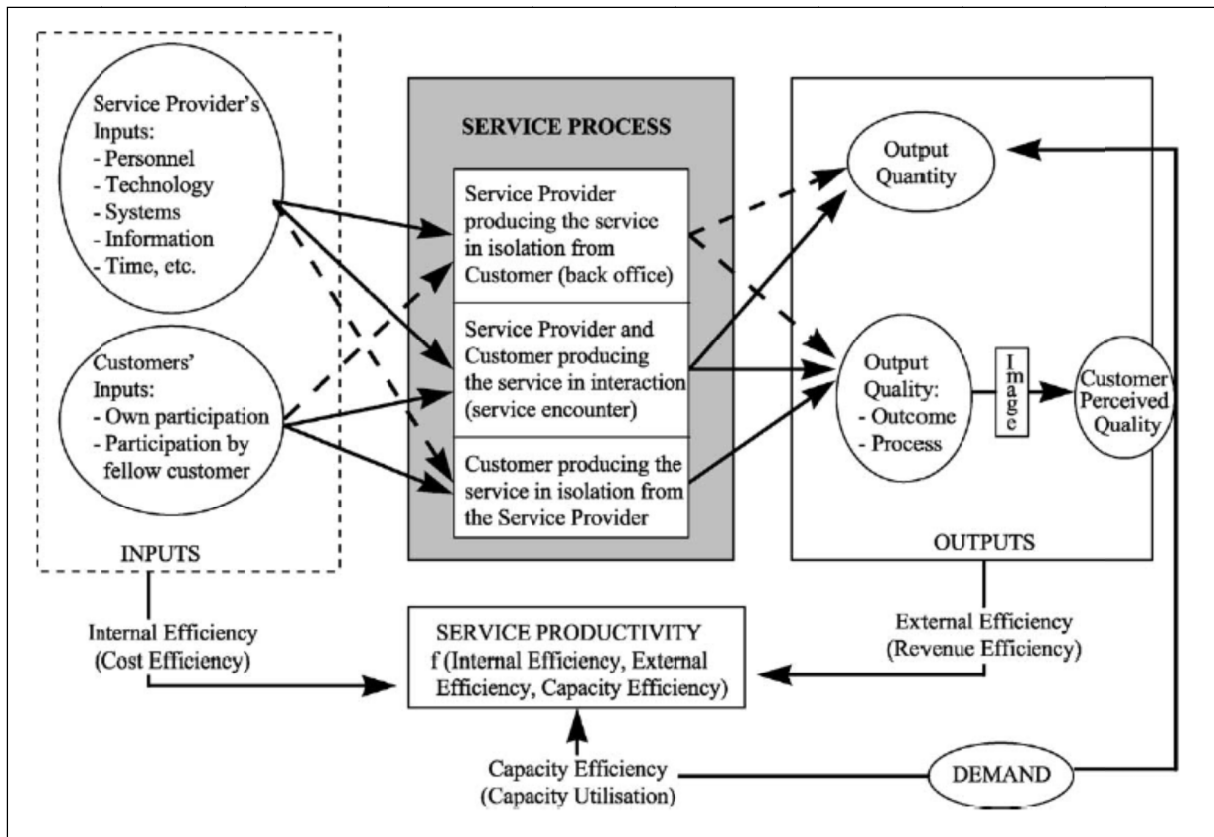 Service Provider's
Inputs:
- Personnel
- Technology
- Systems
- Information
- Time, etc.
Customers'
Inputs:
- Own participation
- Participation by
fellow customer
INPUTS
SERVICE PROCESS
Service Provider
producing the service
in isolation from
Customer (back office)
Service Provider and
Customer producing
the service in interaction
(service encounter)
Customer producing the
service in isolation from
the Service Provider
Output
Quantity
Output
Quality:
- Outcome
- Process
Image
Customer
Perceived
Quality
OUTPUTS
Internal Efficiency
(Cost Efficiency)
SERVICE PRODUCTIVITY
f (Internal Efficiency, External
Efficiency, Capacity Efficiency)
External Efficiency
(Revenue Efficiency)
Capacity Efficiency
(Capacity Utilisation)
DEMAND